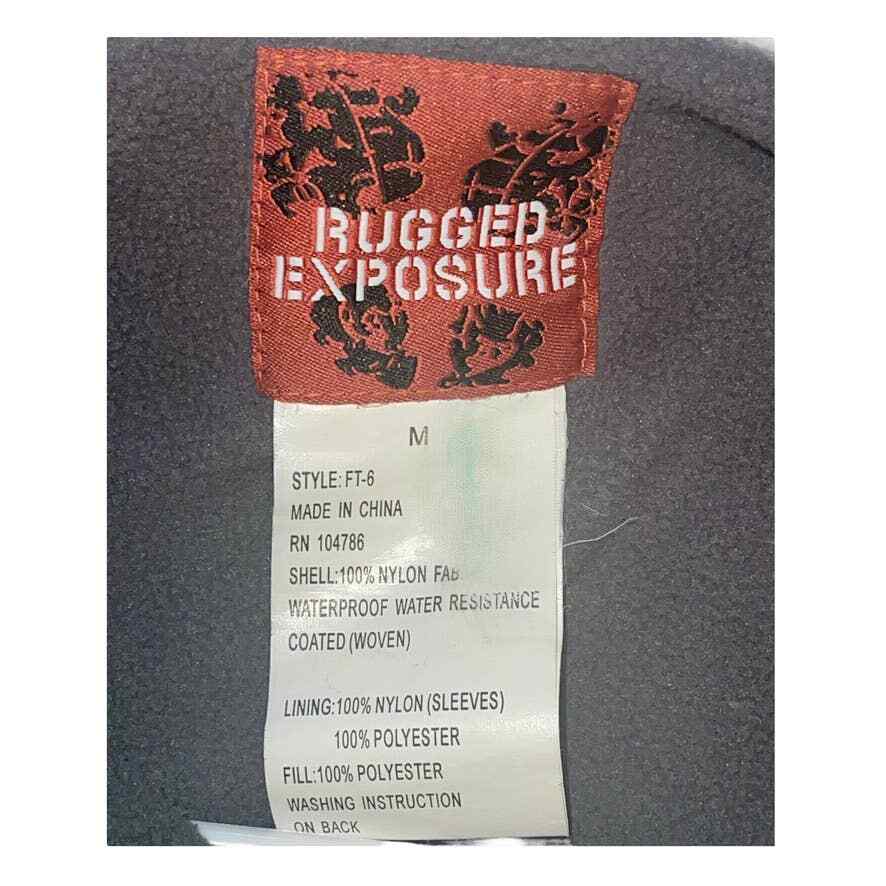 RUGGED
EXPOSURE
M
STYLE: FT-6
MADE IN CHINA
RN 104786
SHELL:100% NYLON FAB
WATERPROOF WATER RESISTANCE
COATED (WOVEN)
LINING:100% NYLON (SLEEVES)
100% POLYESTER
FILL:100% POLYESTER
WASHING INSTRUCTION
ON BACK